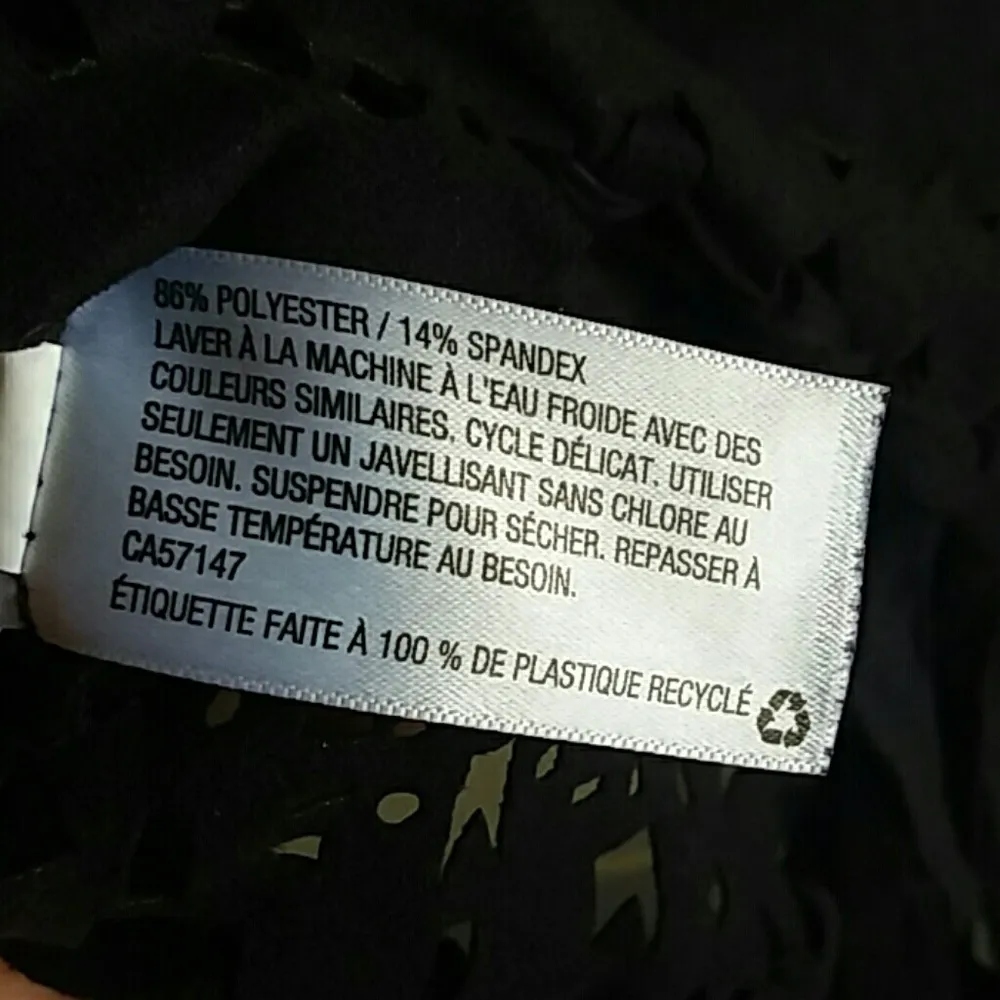 86% POLYESTER / 14% SPANDEX
LAVER À LA MACHINE À L'EAU FROIDE AVEC DES
COULEURS SIMILAIRES. CYCLE DÉLICAT. UTILISER
SEULEMENT UN JAVELLISANT SANS CHLORE AU
BESOIN. SUSPENDRE POUR SÉCHER. REPASSER À
BASSE TEMPÉRATURE AU BESOIN.
CA57147
ÉTIQUETTE FAITE À 100 % DE PLASTIQUE RECYCLÉ